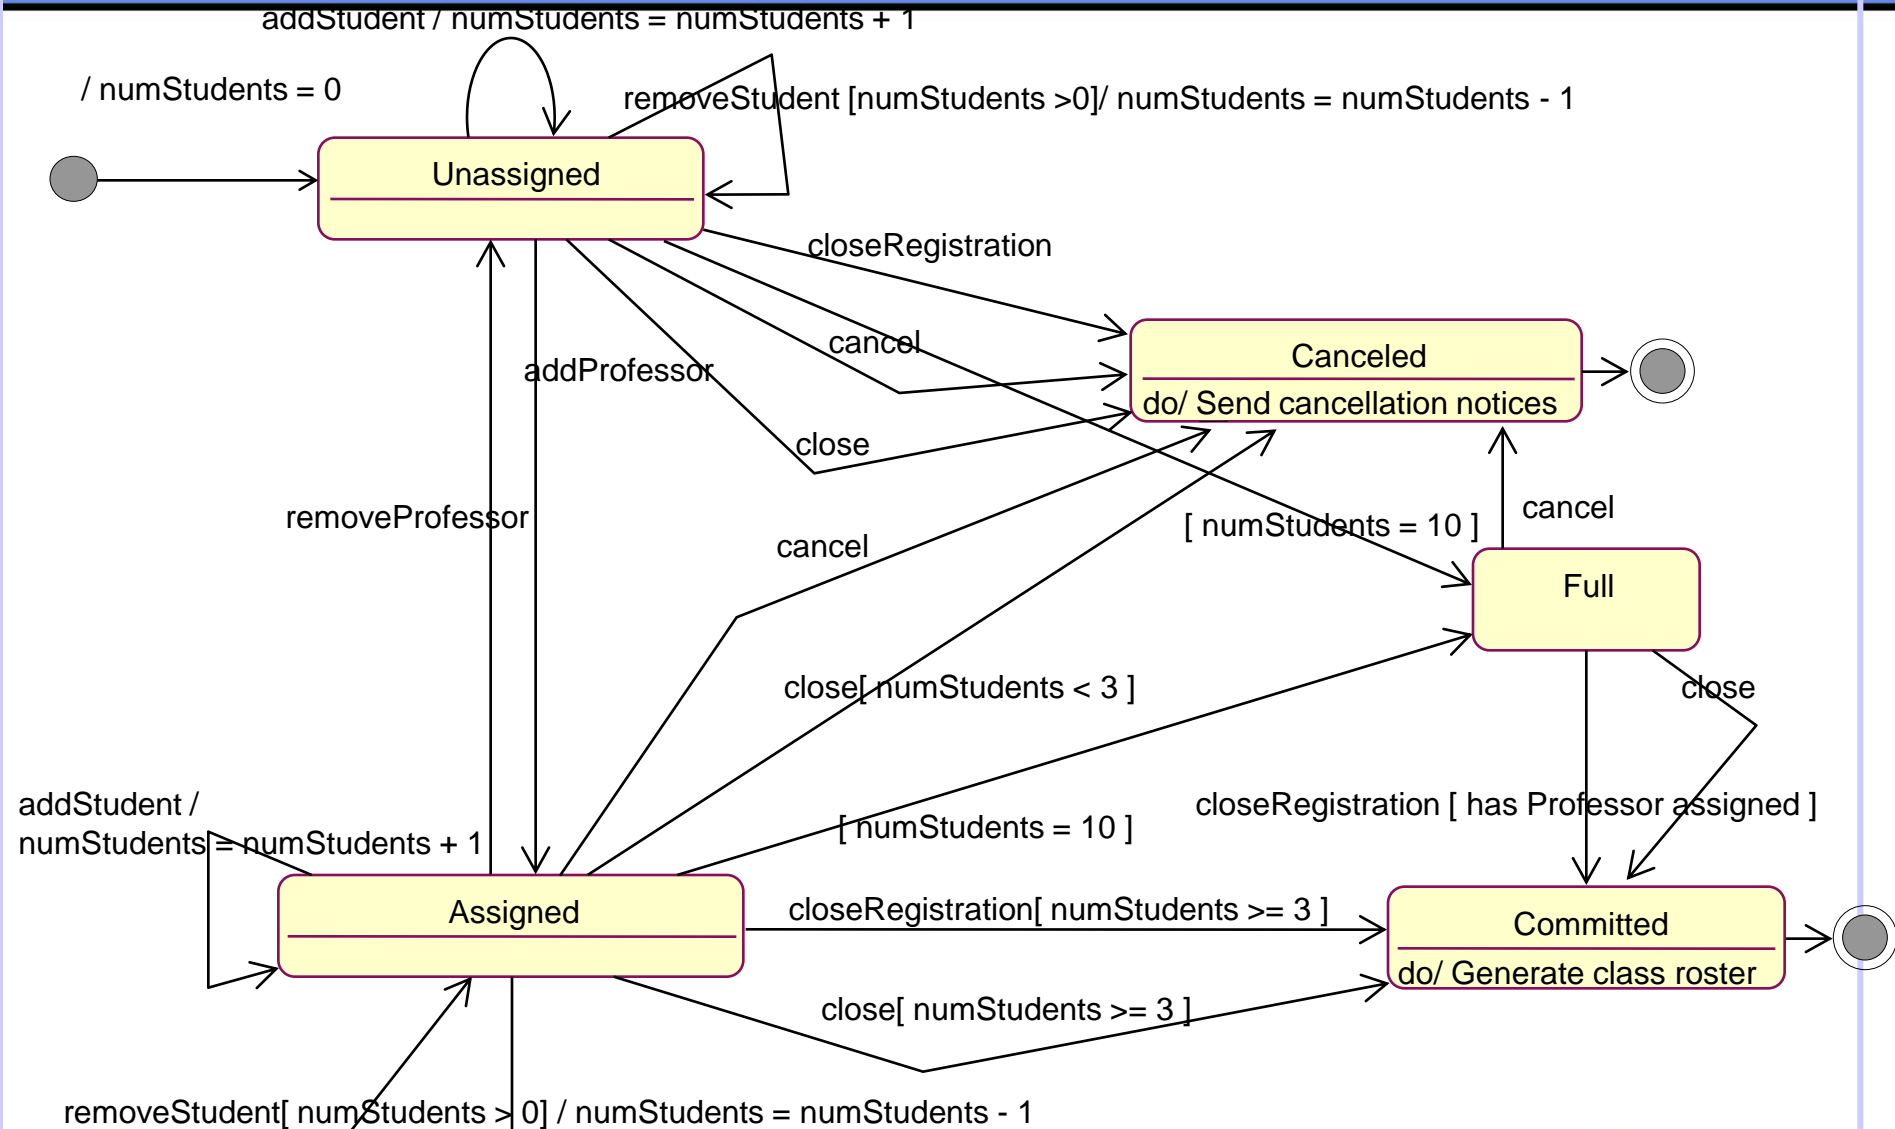 addStudent / numStudents = numStudents + 1
/ numStudents = 0
removeStudent [numStudents >0]/ numStudents = numStudents - 1
Unassigned
closeRegistration
cancel
Canceled
addProfessor
do/ Send cancellation notices
close
removeProfessor
cancel
[ numStudents = 10 ]
cancel
Full
close[ numStudents < 3 ]
close
addStudent /
numStudents = numStudents + 1
closeRegistration [ has Professor assigned ]
[ numStudents = 10 ]
Assigned
closeRegistration[ numStudents >= 3 ]
Committed
do/ Generate class roster
close[ numStudents >= 3 ]
removeStudent[ numStudents > 0] / numStudents = numStudents - 1